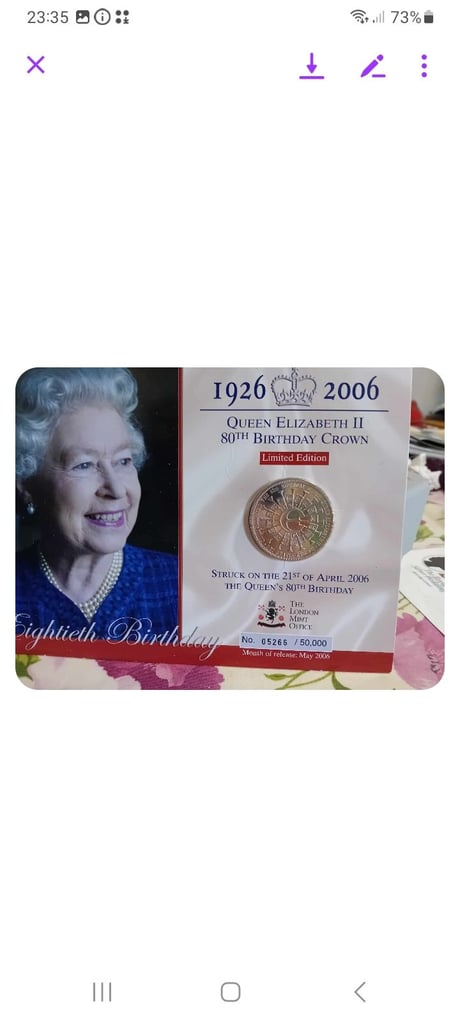 23:35
73%
1926 2006
QUEEN ELIZABETH II
80TH BIRTHDAY CROWN
Limited Edition
STRUCK ON THE 21ST OF APRIL 2006
THE QUEEN'S 80TH BIRTHDAY
THE
LONDON
MINT
OFFICE
Eightieth Birthday
No. 05266 / 50,000
Month of release: May 2006